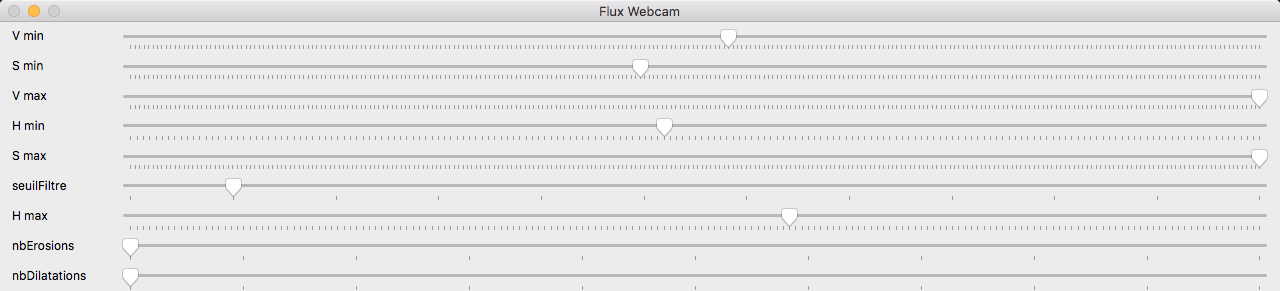 Flux Webcam
V min
S min
V max
H min
S max
seuilFiltre
H max
nbErosions
nbDilatations